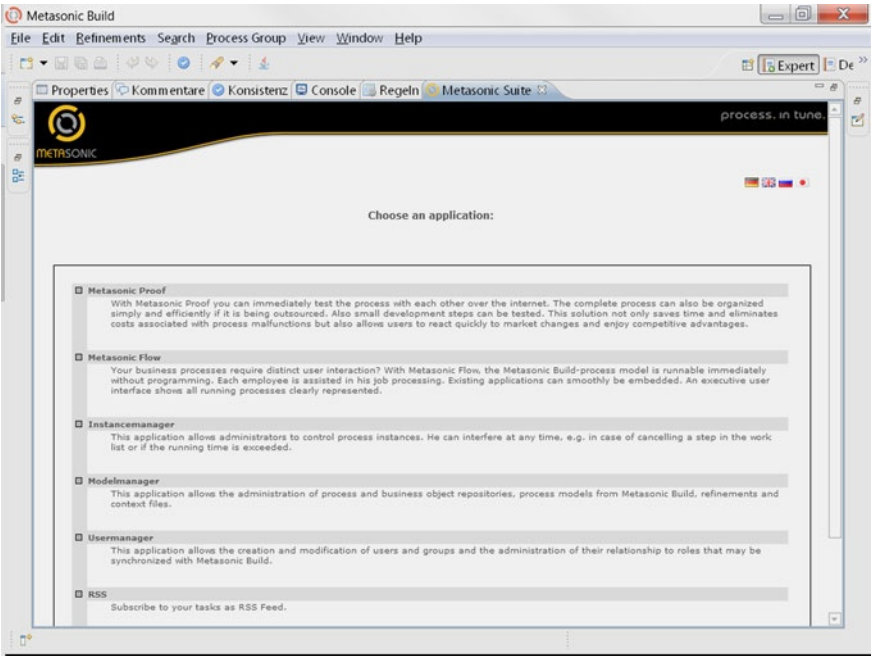 Metasonic Build
File Edit Refinements Search Process Group View Window Help
Expert De
Properties Kommentare Konsistenz Console Regeln Metasonic Suite
process. in tune.
METASONIC
Choose an application:
Metasonic Proof
With Metasonic Proof you can immediately test the process with each other over the internet. The complete process can also be organized
simply and efficiently if it is being outsourced. Also small development steps can be tested. This solution not only saves time and eliminates
costs associated with process malfunctions but also allows users to react quickly to market changes and enjoy competitive advantages.
Metasonic Flow
Your business processes require distinct user interaction? With Metasonic Flow, the Metasonic Build-process model is runnable immediately
without programming. Each employee is assisted in his job processing. Existing applications can smoothly be embedded. An executive user
interface shows all running processes clearly represented.
Instancemanager
This application allows administrators to control process instances. He can interfere at any time, e.g. in case of cancelling a step in the work
list or if the running time is exceeded.
Modelmanager
This application allows the administration of process and business object repositories, process models from Metasonic Build, refinements and
context files.
Usermanager
This application allows the creation and modification of users and groups and the administration of their relationship to roles that may be
synchronized with Metasonic Build.
RSS
Subscribe to your tasks as RSS Feed.